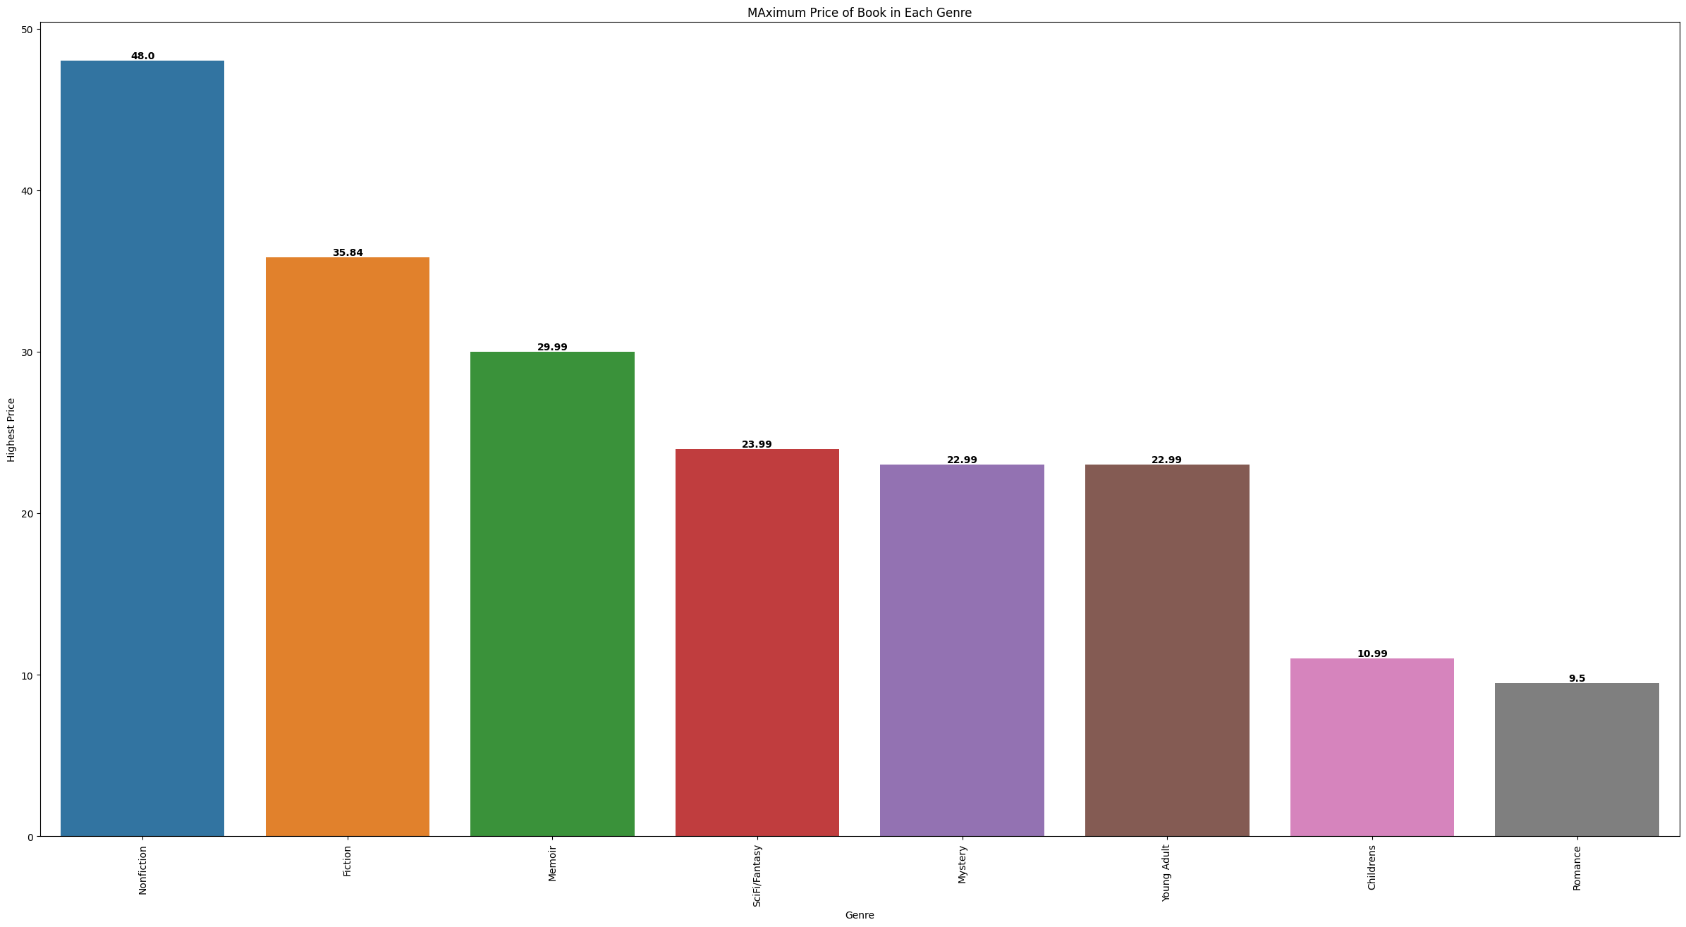 MAximum Price of Book in Each Genre
50
40
30
20
10
0
Highest Price
48.0
35.84
29.99
23.99
22.99
22.99
10.99
9.5
Nonfiction
Fiction
Memoir
SciFi/Fantasy
Mystery
Young Adult
Childrens
Romance
Genre